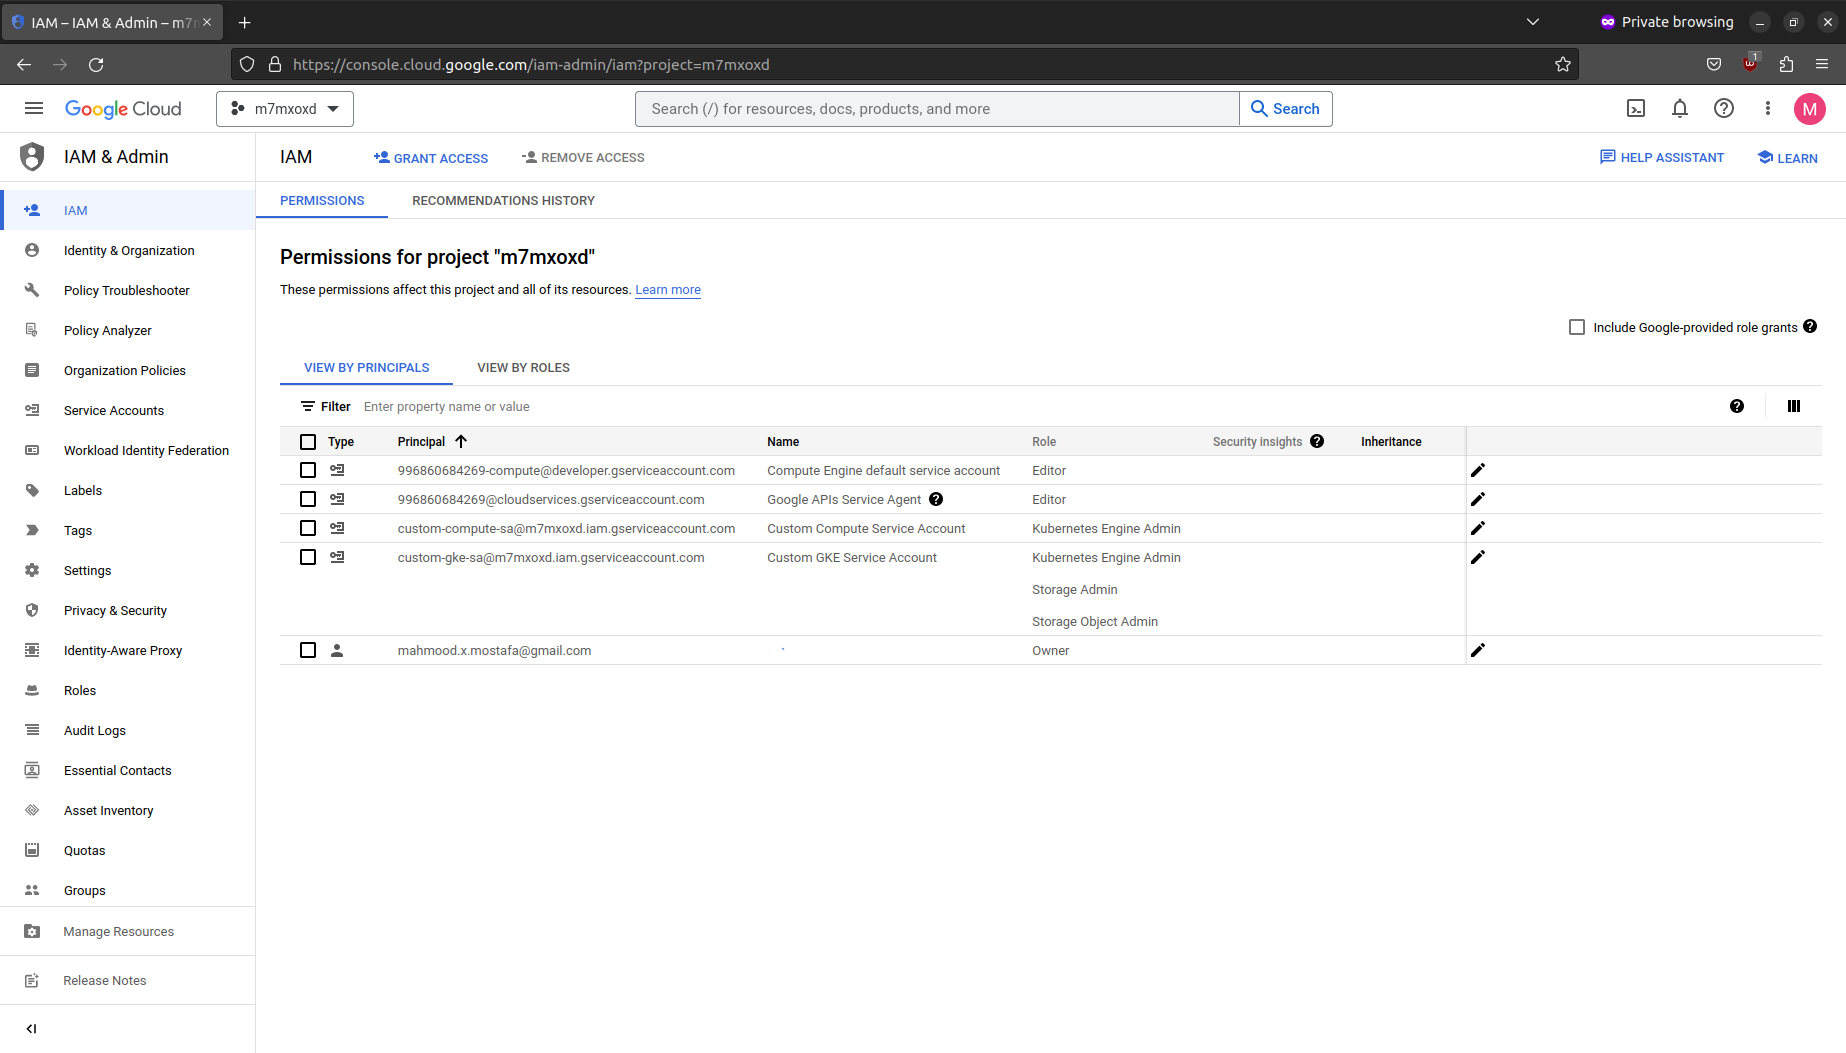 IAM – IAM & Admin – m7m
Private browsing
https://console.cloud.google.com/iam-admin/iam?project=m7mxoxd
1
Google Cloud
m7mxoxd
Search (/) for resources, docs, products, and more
Search
M
IAM & Admin
IAM
GRANT ACCESS
REMOVE ACCESS
HELP ASSISTANT
LEARN
IAM
Identity & Organization
Policy Troubleshooter
Policy Analyzer
Organization Policies
Service Accounts
Workload Identity Federation
Labels
Tags
Settings
Privacy & Security
Identity-Aware Proxy
Roles
Audit Logs
Essential Contacts
Asset Inventory
Quotas
Groups
Manage Resources
Release Notes
PERMISSIONS
RECOMMENDATIONS HISTORY
Permissions for project "m7mxoxd"
These permissions affect this project and all of its resources. Learn more
Include Google-provided role grants
VIEW BY PRINCIPALS
VIEW BY ROLES
Filter Enter property name or value
Type Principal Name Role Security insights Inheritance
996860684269-compute@developer.gserviceaccount.com Compute Engine default service account Editor
996860684269@cloudservices.gserviceaccount.com Google APIs Service Agent Editor
custom-compute-sa@m7mxoxd.iam.gserviceaccount.com Custom Compute Service Account Kubernetes Engine Admin
custom-gke-sa@m7mxoxd.iam.gserviceaccount.com Custom GKE Service Account Kubernetes Engine Admin
Storage Admin
Storage Object Admin
mahmood.x.mostafa@gmail.com Owner